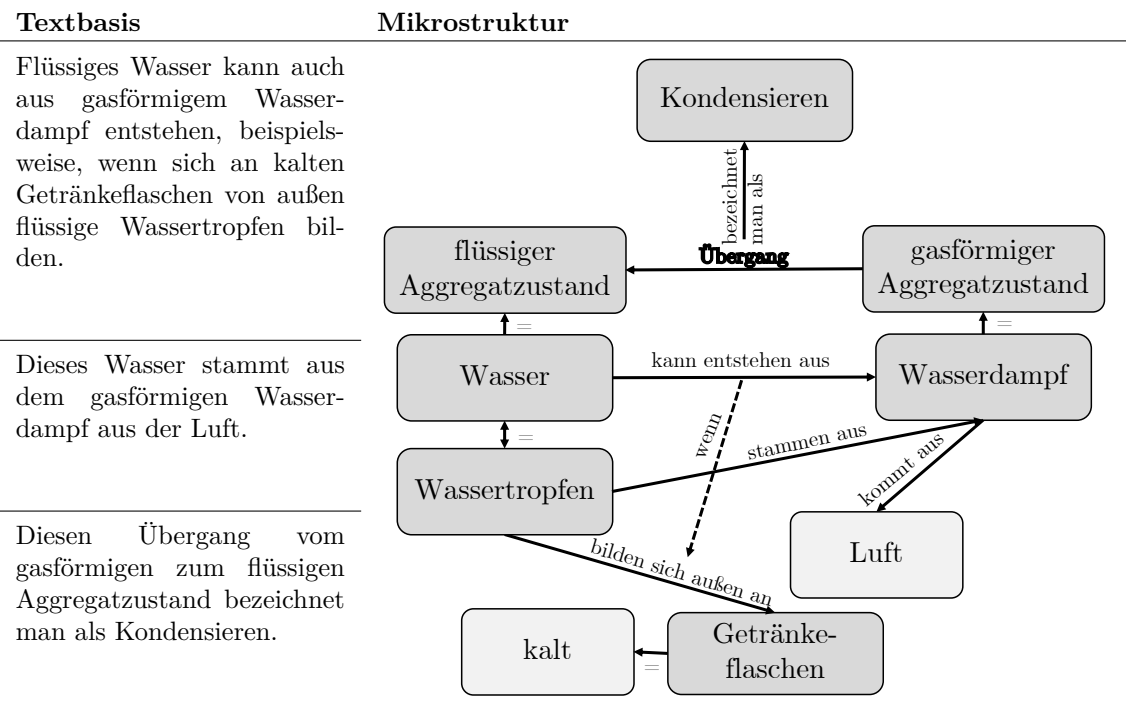 Textbasis
Mikrostruktur
Flüssiges Wasser kann auch
aus gasförmigem Wasser-
dampf entstehen, beispiels-
weise, wenn sich an kalten
Getränkeflaschen von außen
flüssige Wassertropfen bil-
den.
Dieses Wasser stammt aus
dem gasförmigen Wasser-
dampf aus der Luft.
Diesen Übergang vom
gasförmigen zum flüssigen
Aggregatzustand bezeichnet
man als Kondensieren.
Kondensieren
bezeichnet
man als
Übergang
flüssiger
Aggregatzustand
gasförmiger
Aggregatzustand
=
=
Wasser
kann entstehen aus
Wasserdampf
=
wenn
stammen aus
kommt aus
Wassertropfen
Luft
bilden sich außen an
kalt
=
Getränke-
flaschen